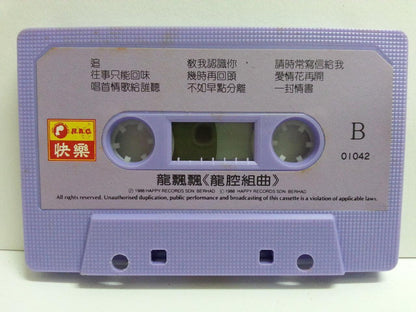 追
往事只能回味
唱首情歌給誰聽
教我認識你
幾時再回頭
不如早點分離
請時常寫信給我
愛情花再開
一封情書
H.R.C.
快樂
B
01042
龍飄飄《龍腔組曲》
Ⓟ 1988 HAPPY RECORDS SDN. BERHAD © 1988 HAPPY RECORDS SDN. BERHAD
All rights reserved. Unauthorised duplication, public performance and broadcasting of this cassette is a violation of applicable laws.